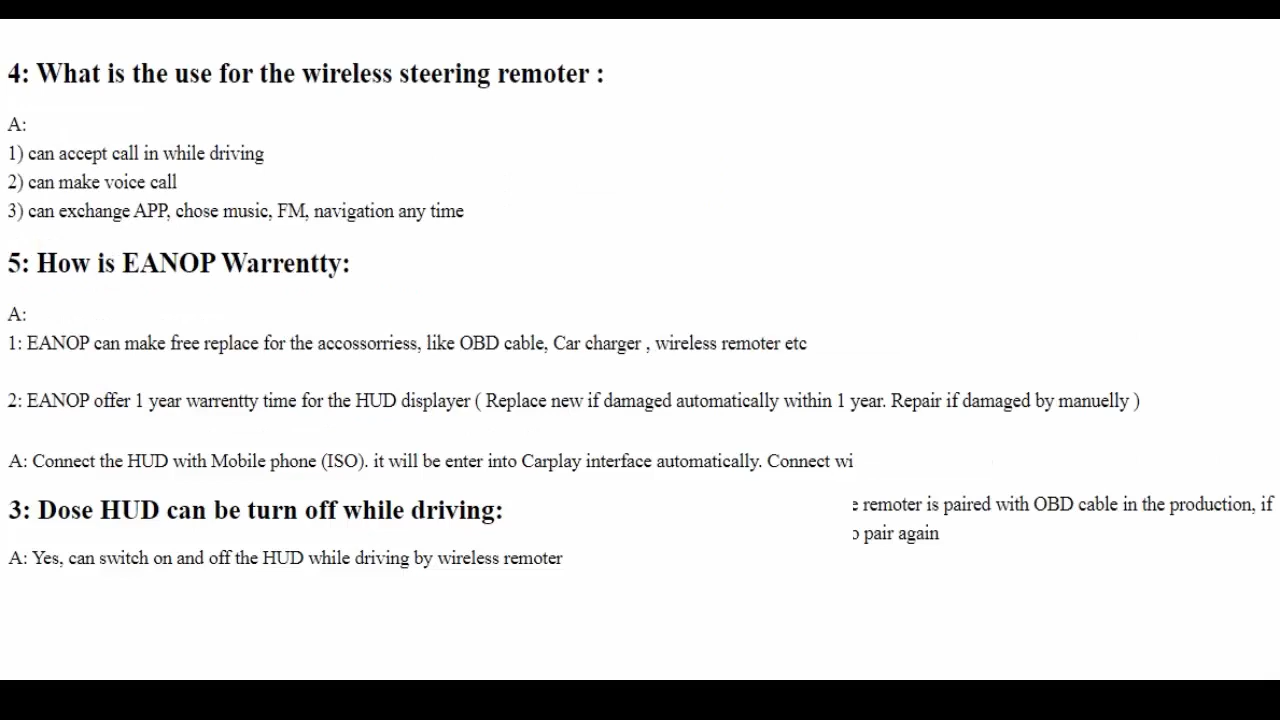 4: What is the use for the wireless steering remoter :
A:
1) can accept call in while driving
2) can make voice call
3) can exchange APP, chose music, FM, navigation any time
5: How is EANOP Warrentty:
A:
1: EANOP can make free replace for the accossorriess, like OBD cable, Car charger , wireless remoter etc
2: EANOP offer 1 year warrentty time for the HUD displayer ( Replace new if damaged automatically within 1 year. Repair if damaged by manuelly )
A: Connect the HUD with Mobile phone (ISO). it will be enter into Carplay interface automatically. Connect wi
3: Dose HUD can be turn off while driving:
remoter is paired with OBD cable in the production, if
pair again
A: Yes, can switch on and off the HUD while driving by wireless remoter